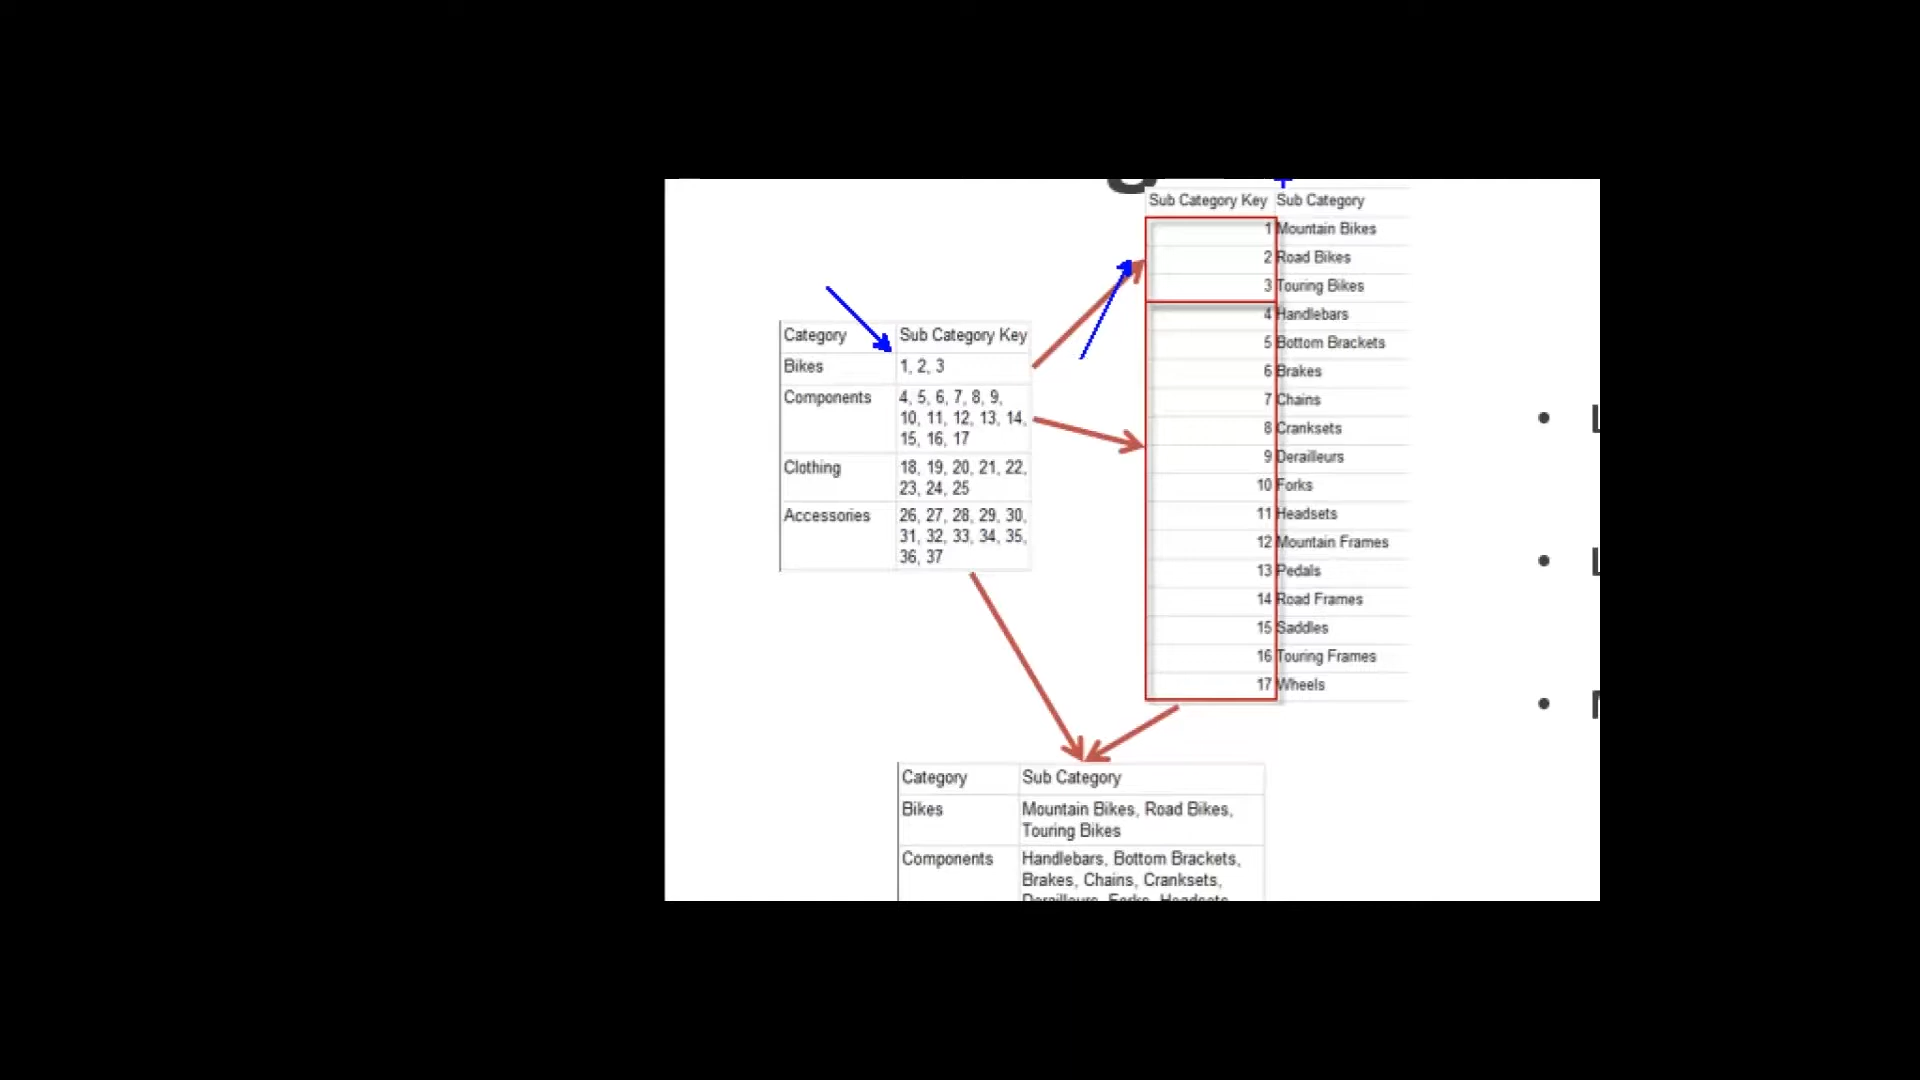 Sub Category Key Sub Category
1 Mountain Bikes
2 Road Bikes
3 Touring Bikes
4 Handlebars
5 Bottom Brackets
6 Brakes
7 Chains
8 Cranksets
9 Derailleurs
10 Forks
11 Headsets
12 Mountain Frames
13 Pedals
14 Road Frames
15 Saddles
16 Touring Frames
17 Wheels
Category Sub Category Key
Bikes 1, 2, 3
Components 4, 5, 6, 7, 8, 9,
10, 11, 12, 13, 14,
15, 16, 17
Clothing 18, 19, 20, 21, 22,
23, 24, 25
Accessories 26, 27, 28, 29, 30,
31, 32, 33, 34, 35,
36, 37
Category Sub Category
Bikes Mountain Bikes, Road Bikes,
Touring Bikes
Components Handlebars, Bottom Brackets,
Brakes, Chains, Cranksets,
Derailleurs, Forks, Headsets